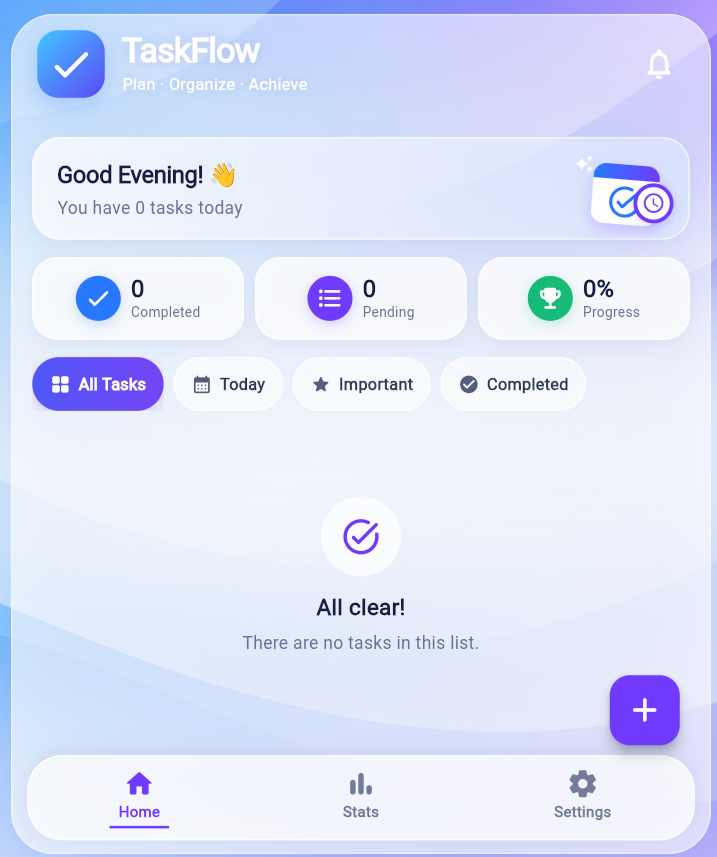 TaskFlow
Plan · Organize · Achieve
Good Evening! 👋
You have 0 tasks today
0
Completed
0
Pending
0%
Progress
All Tasks
Today
Important
Completed
All clear!
There are no tasks in this list.
Home
Stats
Settings